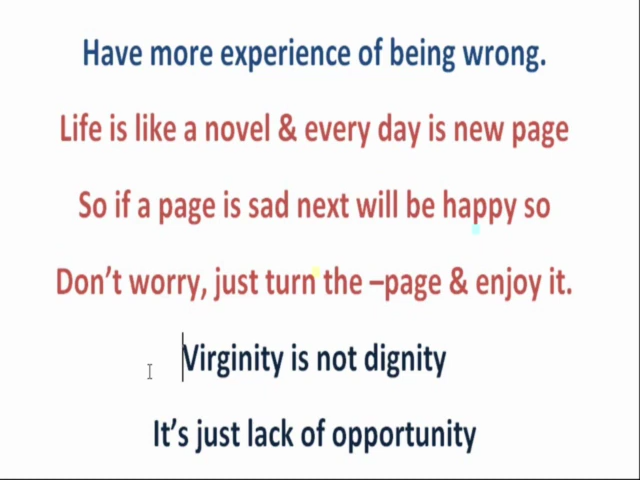 Have more experience of being wrong.
Life is like a novel & every day is new page
So if a page is sad next will be happy so
Don't worry, just turn the –page & enjoy it.
Virginity is not dignity
It's just lack of opportunity